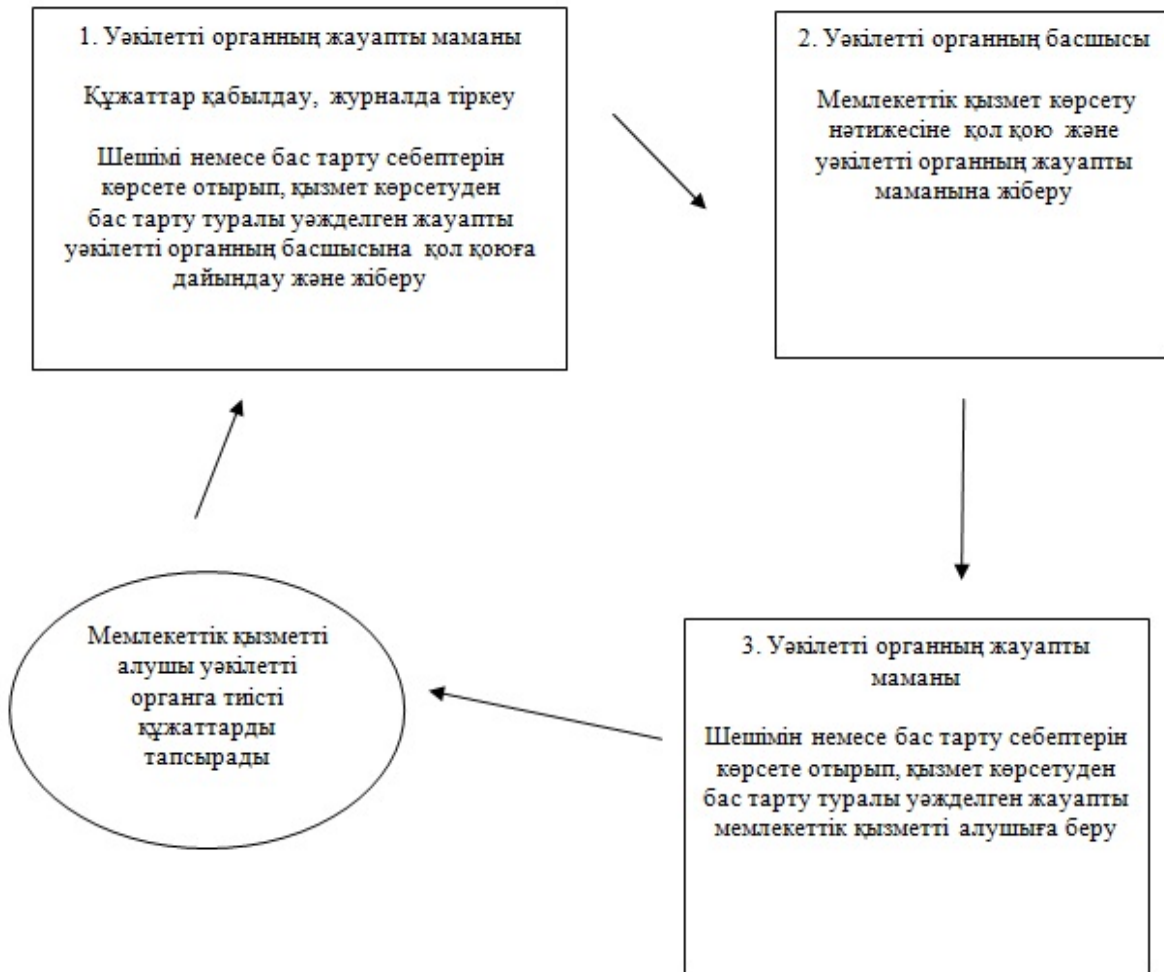 1. Уәкілетті органның жауапты маманы
Құжаттар қабылдау, журналда тіркеу
Шешімі немесе бас тарту себептерін
көрсете отырып, қызмет көрсетуден
бас тарту туралы уәжделген жауапты
уәкілетті органның басшысына қол қоюға
дайындау және жіберу
2. Уәкілетті органның басшысы
Мемлекеттік қызмет көрсету
нәтижесіне қол қою және
уәкілетті органның жауапты
маманына жіберу
3. Уәкілетті органның жауапты
маманы
Шешімін немесе бас тарту себептерін
көрсете отырып, қызмет көрсетуден
бас тарту туралы уәжделген жауапты
мемлекеттік қызметті алушыға беру
Мемлекеттік қызметті
алушы уәкілетті
органга тиісті
құжаттарды
тапсырады